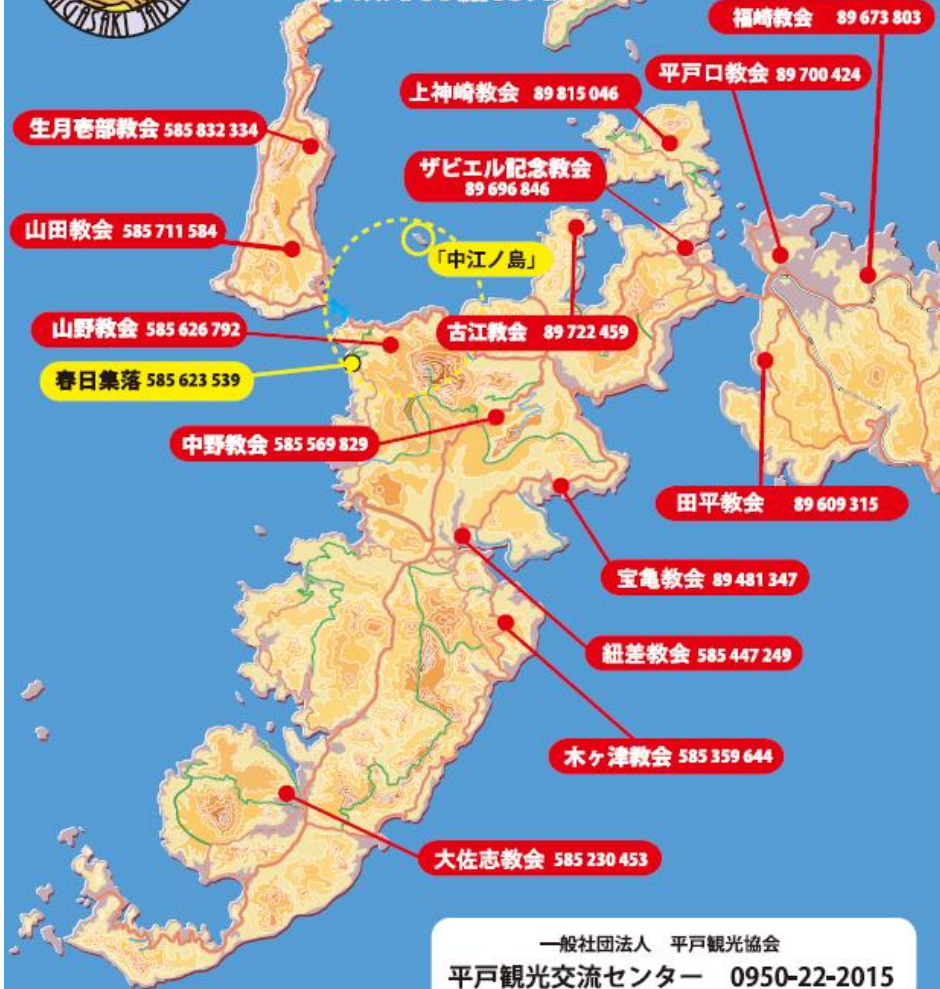 NAGASAKI JAPAN
福崎教会 89 673 803
平戸口教会 89 700 424
上神崎教会 89 815 046
生月壱部教会 585 832 334
ザビエル記念教会
89 696 846
山田教会 585 711 584
「中江ノ島」
山野教会 585 626 792
古江教会 89 722 459
春日集落 585 623 539
中野教会 585 569 829
田平教会 89 609 315
宝亀教会 89 481 347
紐差教会 585 447 249
木ヶ津教会 585 359 644
大佐志教会 585 230 453
一般社団法人 平戸観光協会
平戸観光交流センター 0950-22-2015